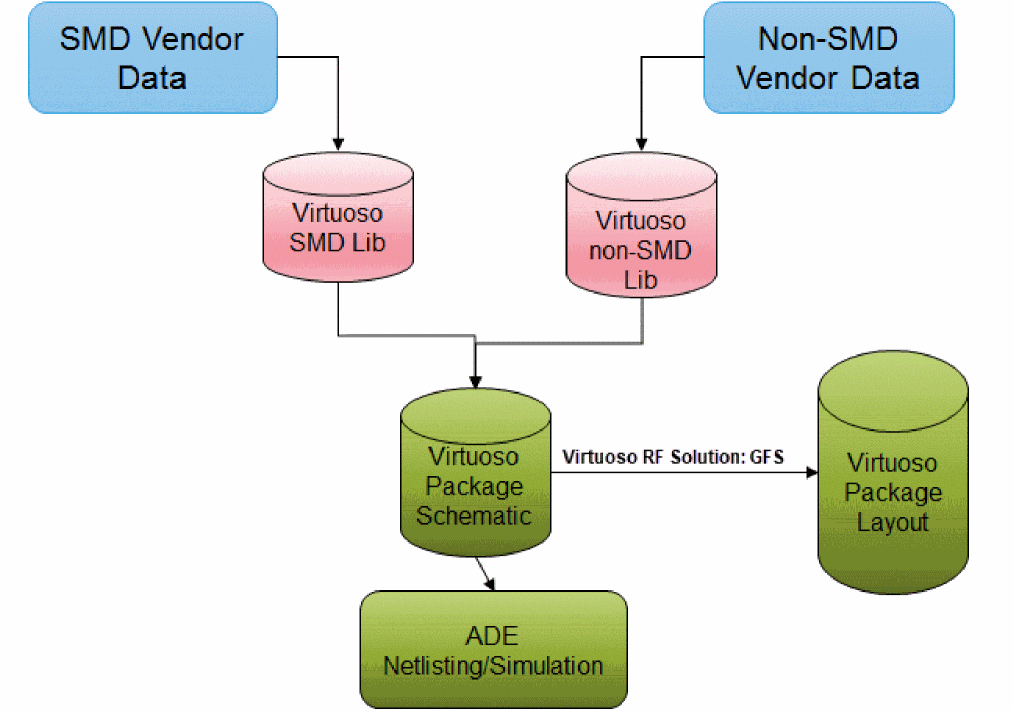 SMD Vendor
Data
Non-SMD
Vendor Data
Virtuoso
SMD Lib
Virtuoso
non-SMD
Lib
Virtuoso
Package
Schematic
Virtuoso RF Solution: GFS
Virtuoso
Package
Layout
ADE
Netlisting/Simulation